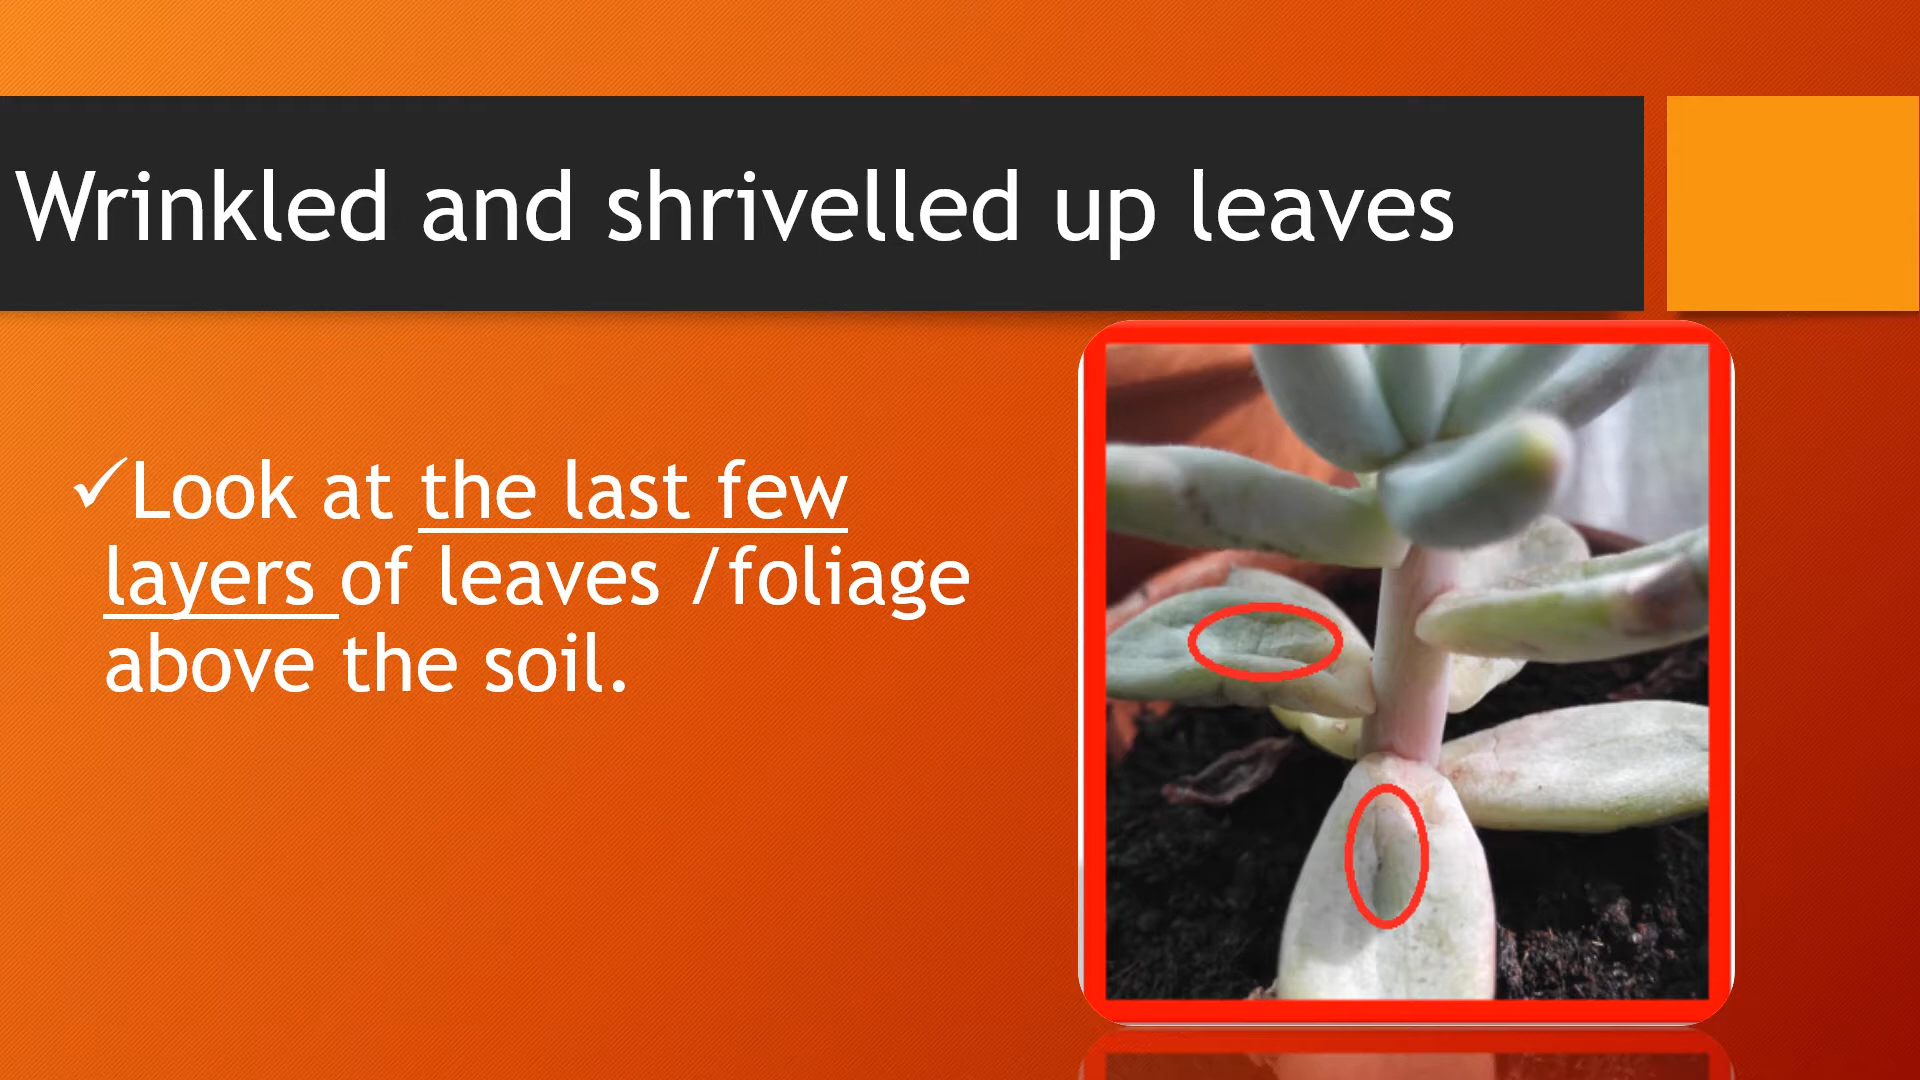 Wrinkled and shrivelled up leaves
✓Look at the last few
layers of leaves /foliage
above the soil.